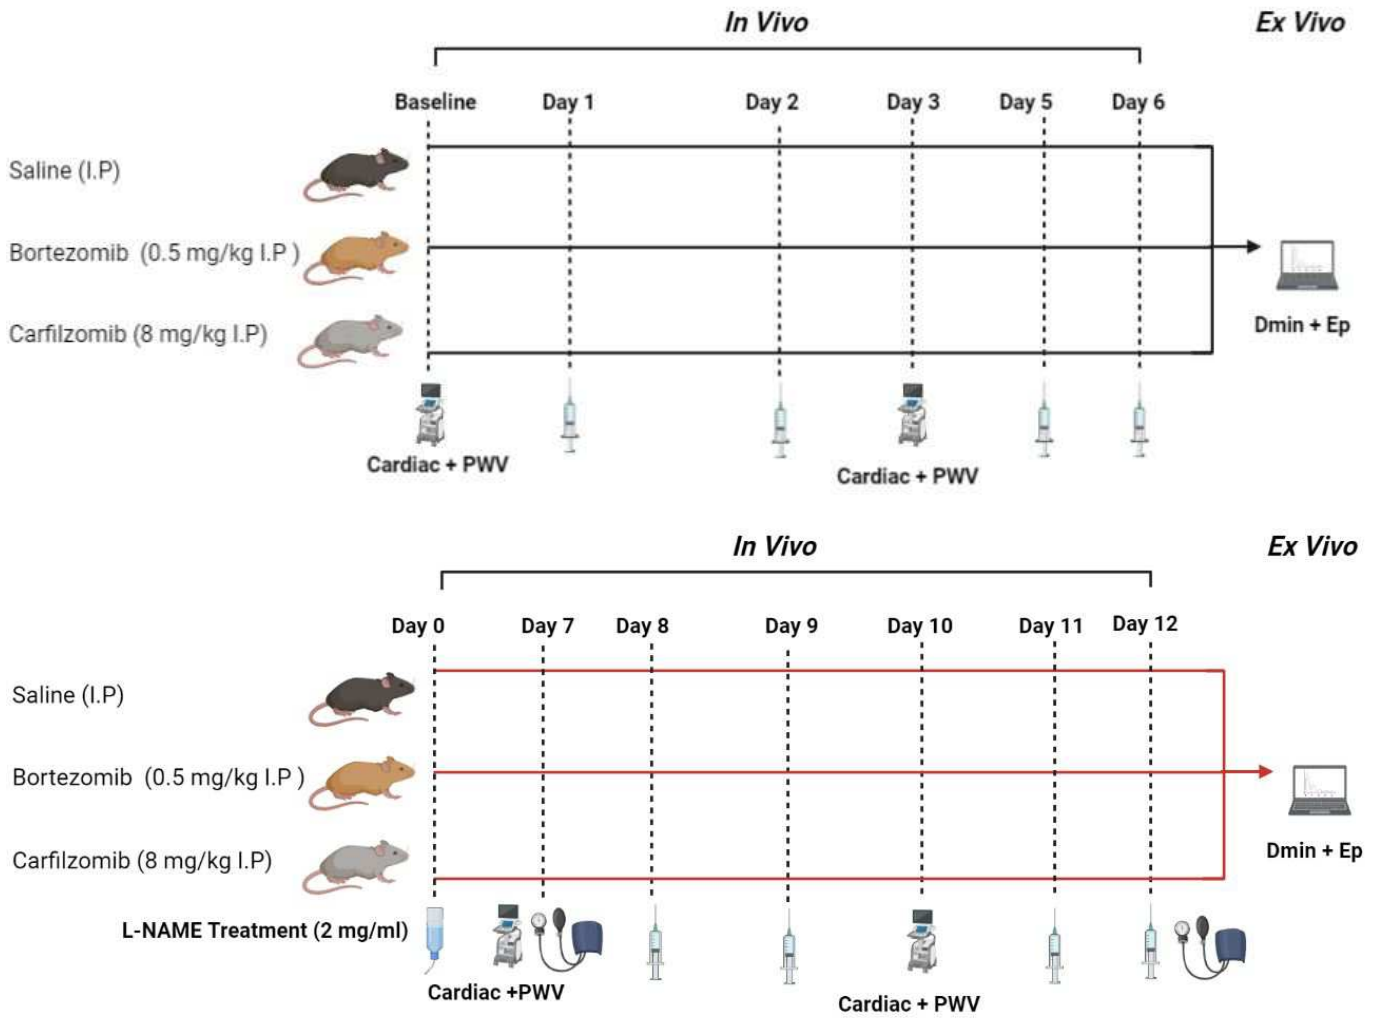 In Vivo
Ex Vivo
Baseline Day 1 Day 2 Day 3 Day 5 Day 6
Saline (I.P)
Bortezomib (0.5 mg/kg I.P )
Carfilzomib (8 mg/kg I.P)
Dmin + Ep
Cardiac + PWV
Cardiac + PWV
In Vivo
Ex Vivo
Day 0 Day 7 Day 8 Day 9 Day 10 Day 11 Day 12
Saline (I.P)
Bortezomib (0.5 mg/kg I.P )
Carfilzomib (8 mg/kg I.P)
Dmin + Ep
L-NAME Treatment (2 mg/ml)
Cardiac +PWV
Cardiac + PWV